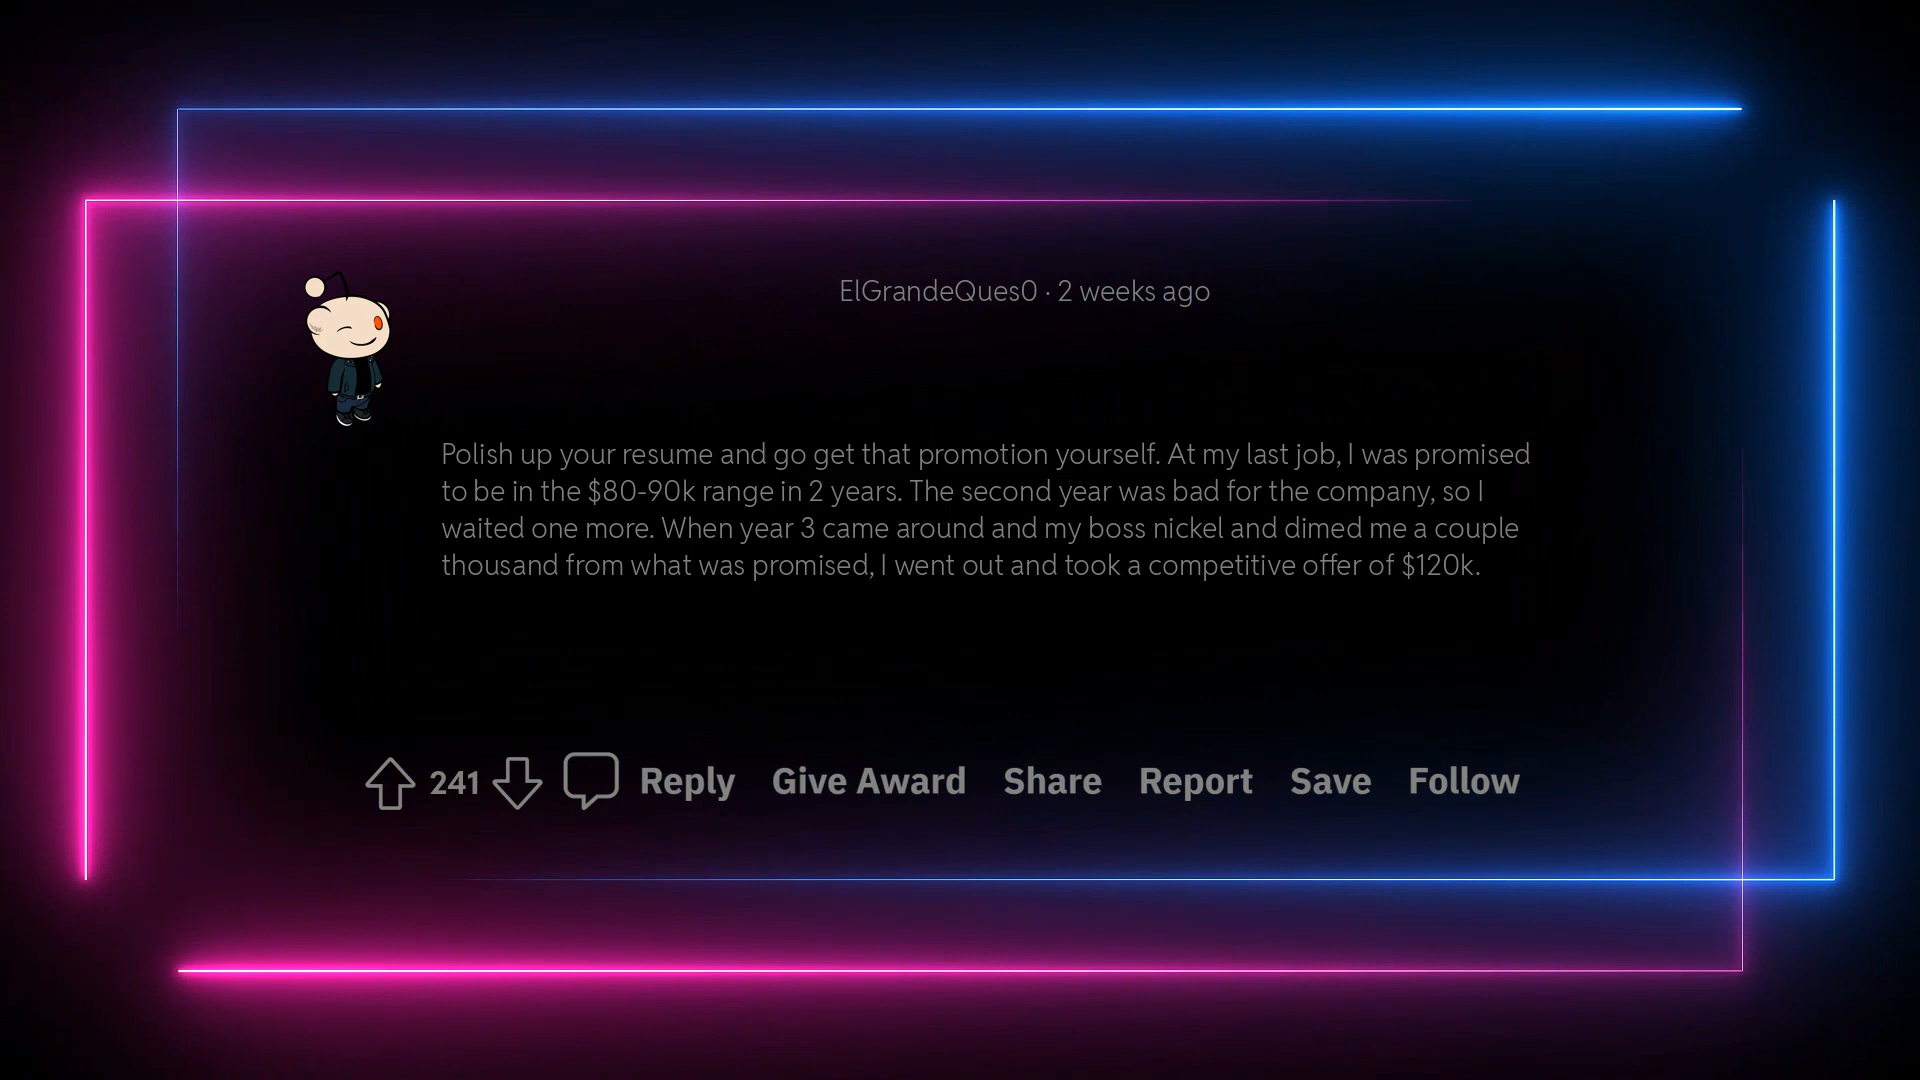 ElGrandeQues0 · 2 weeks ago
Polish up your resume and go get that promotion yourself. At my last job, I was promised
to be in the $80-90k range in 2 years. The second year was bad for the company, so I
waited one more. When year 3 came around and my boss nickel and dimed me a couple
thousand from what was promised, I went out and took a competitive offer of $120k.
241 Reply Give Award Share Report Save Follow